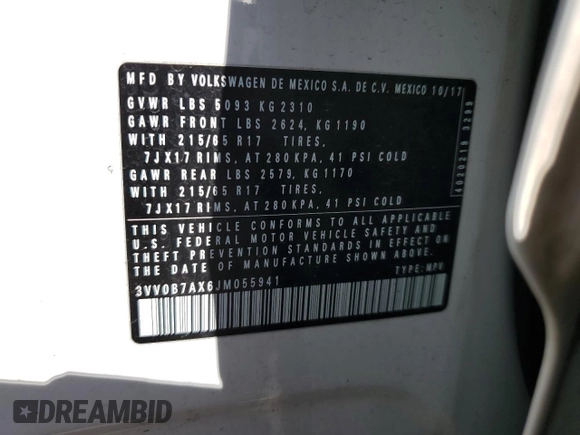 MFD BY VOLKSWAGEN DE MEXICO S.A. DE C.V. MEXICO 10/17
GVWR LBS 5093 KG 2310
GAWR FRONT LBS 2624, KG 1190
WITH 215/65 R17 TIRES,
7JX17 RIMS, AT 280 KPA, 41 PSI COLD
GAWR REAR LBS 2579, KG 1170
WITH 215/65 R17 TIRES,
7JX17 RIMS, AT 280 KPA, 41 PSI COLD
THIS VEHICLE CONFORMS TO ALL APPLICABLE
U.S. FEDERAL MOTOR VEHICLE SAFETY AND
THEFT PREVENTION STANDARDS IN EFFECT ON
THE DATE OF MANUFACTURE SHOWN ABOVE.
3VV0B7AX6JM055941 TYPE: MPV
4020219 3295
DREAMBID